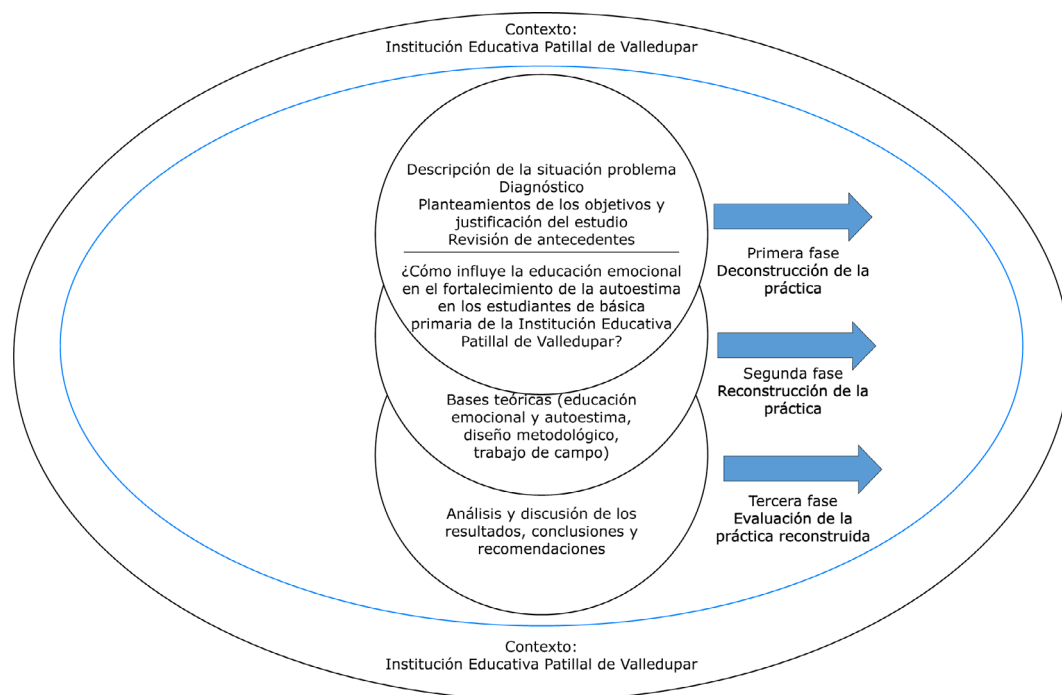 Contexto:
Institución Educativa Patillal de Valledupar
Descripción de la situación problema
Diagnóstico
Planteamientos de los objetivos y
justificación del estudio
Revisión de antecedentes
¿Cómo influye la educación emocional
en el fortalecimiento de la autoestima
en los estudiantes de básica
primaria de la Institución Educativa
Patillal de Valledupar?
Primera fase
Deconstrucción de la
práctica
Bases teóricas (educación
emocional y autoestima,
diseño metodológico,
trabajo de campo)
Segunda fase
Reconstrucción de la
práctica
Análisis y discusión de los
resultados, conclusiones y
recomendaciones
Tercera fase
Evaluación de la
práctica reconstruida
Contexto:
Institución Educativa Patillal de Valledupar